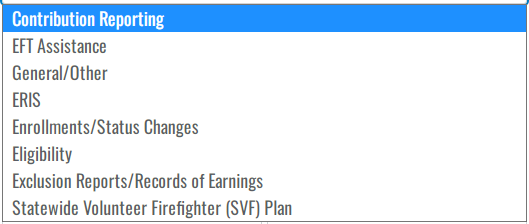 Contribution Reporting
EFT Assistance
General/Other
ERIS
Enrollments/Status Changes
Eligibility
Exclusion Reports/Records of Earnings
Statewide Volunteer Firefighter (SVF) Plan